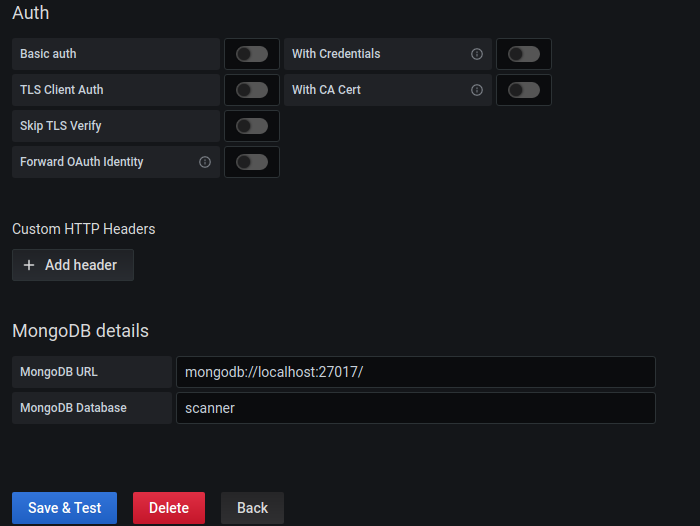 Auth
Basic auth With Credentials
TLS Client Auth With CA Cert
Skip TLS Verify
Forward OAuth Identity
Custom HTTP Headers
+ Add header
MongoDB details
MongoDB URL mongodb://localhost:27017/
MongoDB Database scanner
Save & Test Delete Back